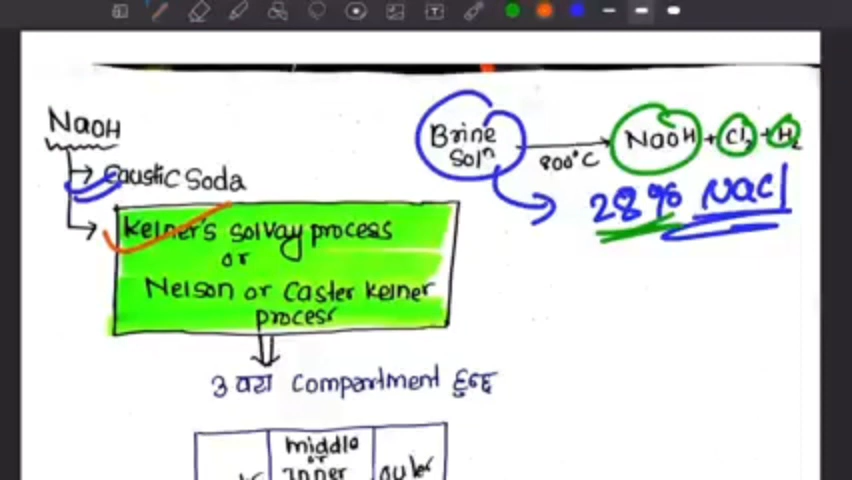 NaOH
Caustic Soda
Kelner's solvay process
or
Nelson or Caster kelner
process
3 वटा compartment हुन्छ
middle
or
Inner
outer
Brine
Solⁿ
800°C
NaOH + Cl₂ + H₂
28% NaCl